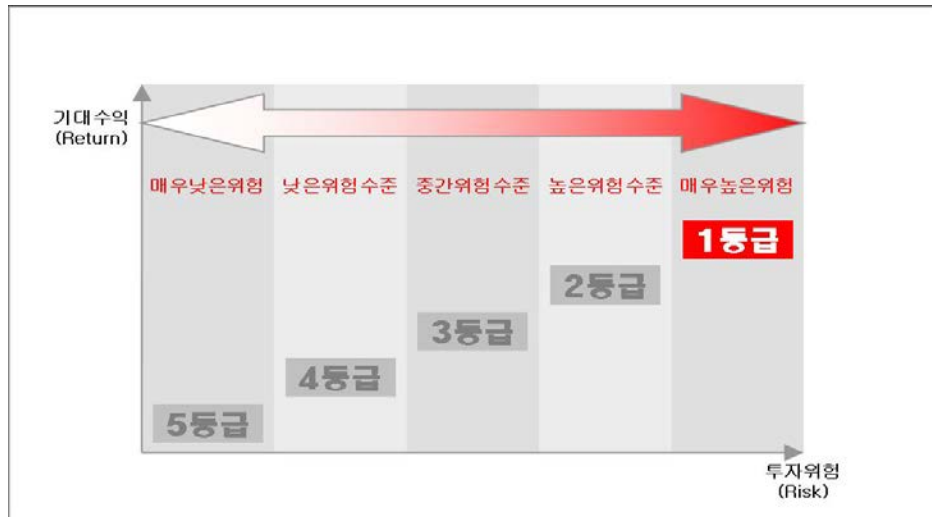 기대수익
(Return)
매우낮은위험 낮은위험수준 중간위험수준 높은위험수준 매우높은위험
1등급
2등급
3등급
4등급
5등급
투자위험
(Risk)